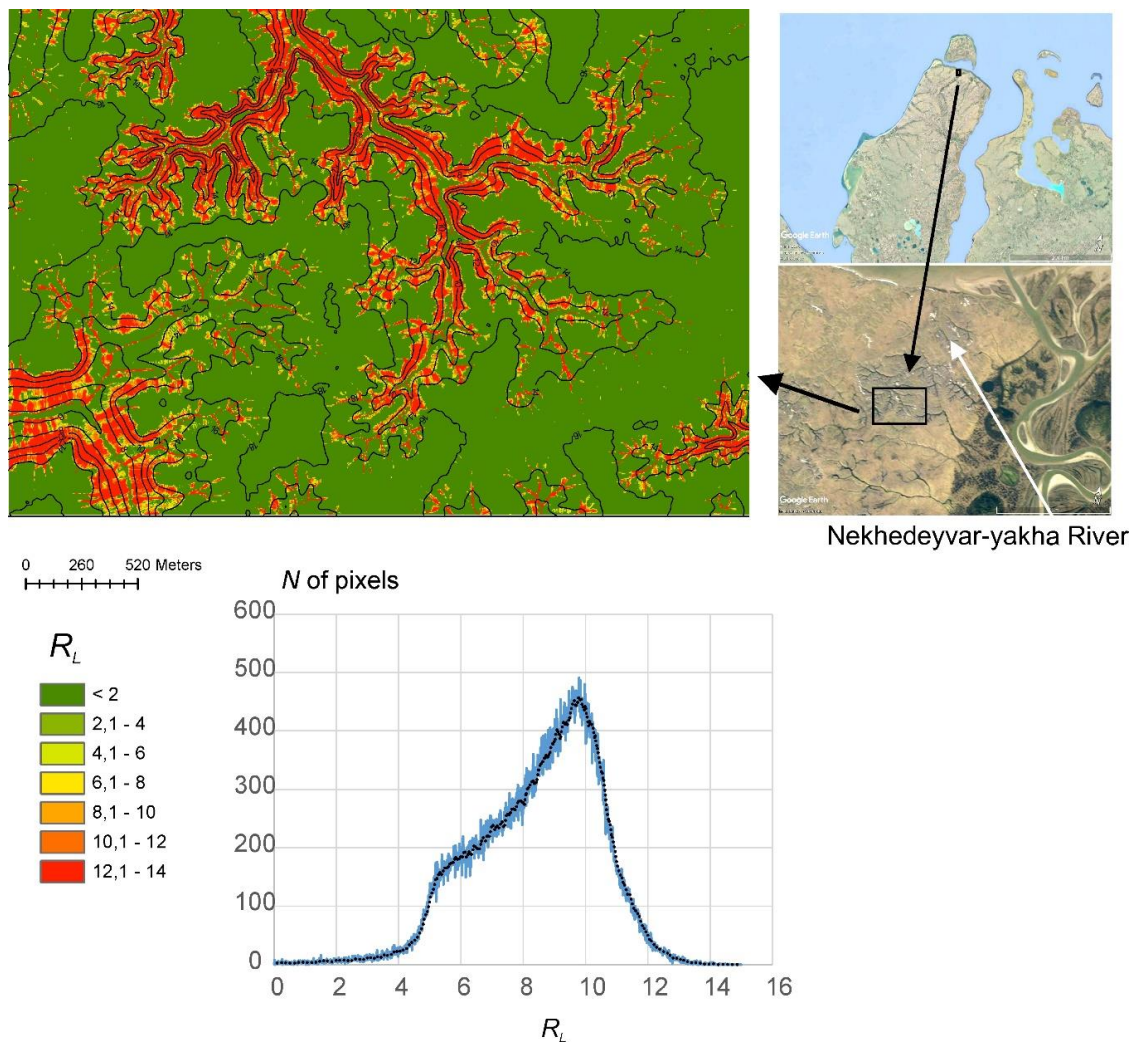 Google Earth
N
Google Earth
N
Nekhedeyvar-yakha River
0 260 520 Meters
N of pixels
600
500
400
300
200
100
0
0 2 4 6 8 10 12 14 16
R_L
R_L
< 2
2,1 - 4
4,1 - 6
6,1 - 8
8,1 - 10
10,1 - 12
12,1 - 14